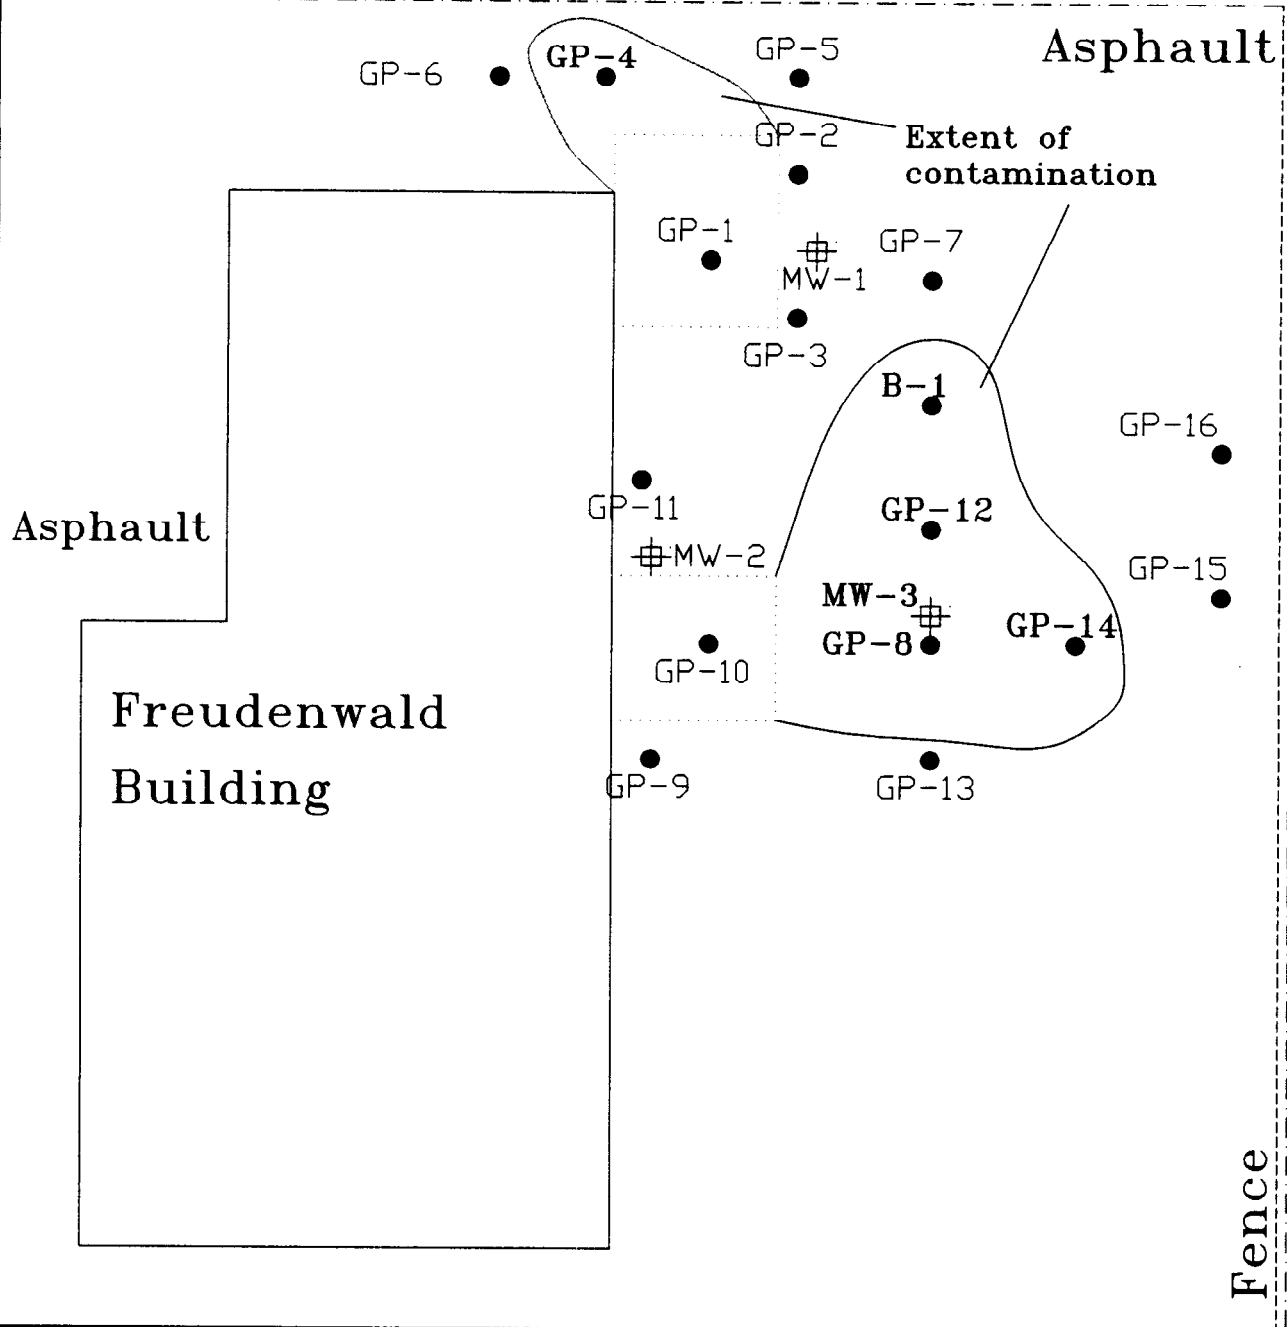 Asphault
GP-5
GP-4
GP-6
GP-2
Extent of
contamination
GP-1
GP-7
MW-1
GP-3
B-1
GP-16
GP-11
GP-12
Asphault
MW-2
GP-15
MW-3
GP-14
GP-8
GP-10
Freudenwald
Building
GP-9
GP-13
Fence